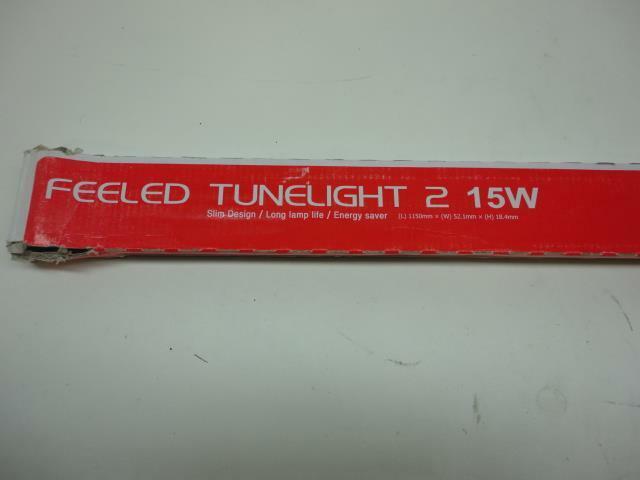 FEELED TUNELIGHT 2 15W
Slim Design / Long lamp life / Energy saver (L) 1150mm × (W) 52.1mm × (H) 18.4mm